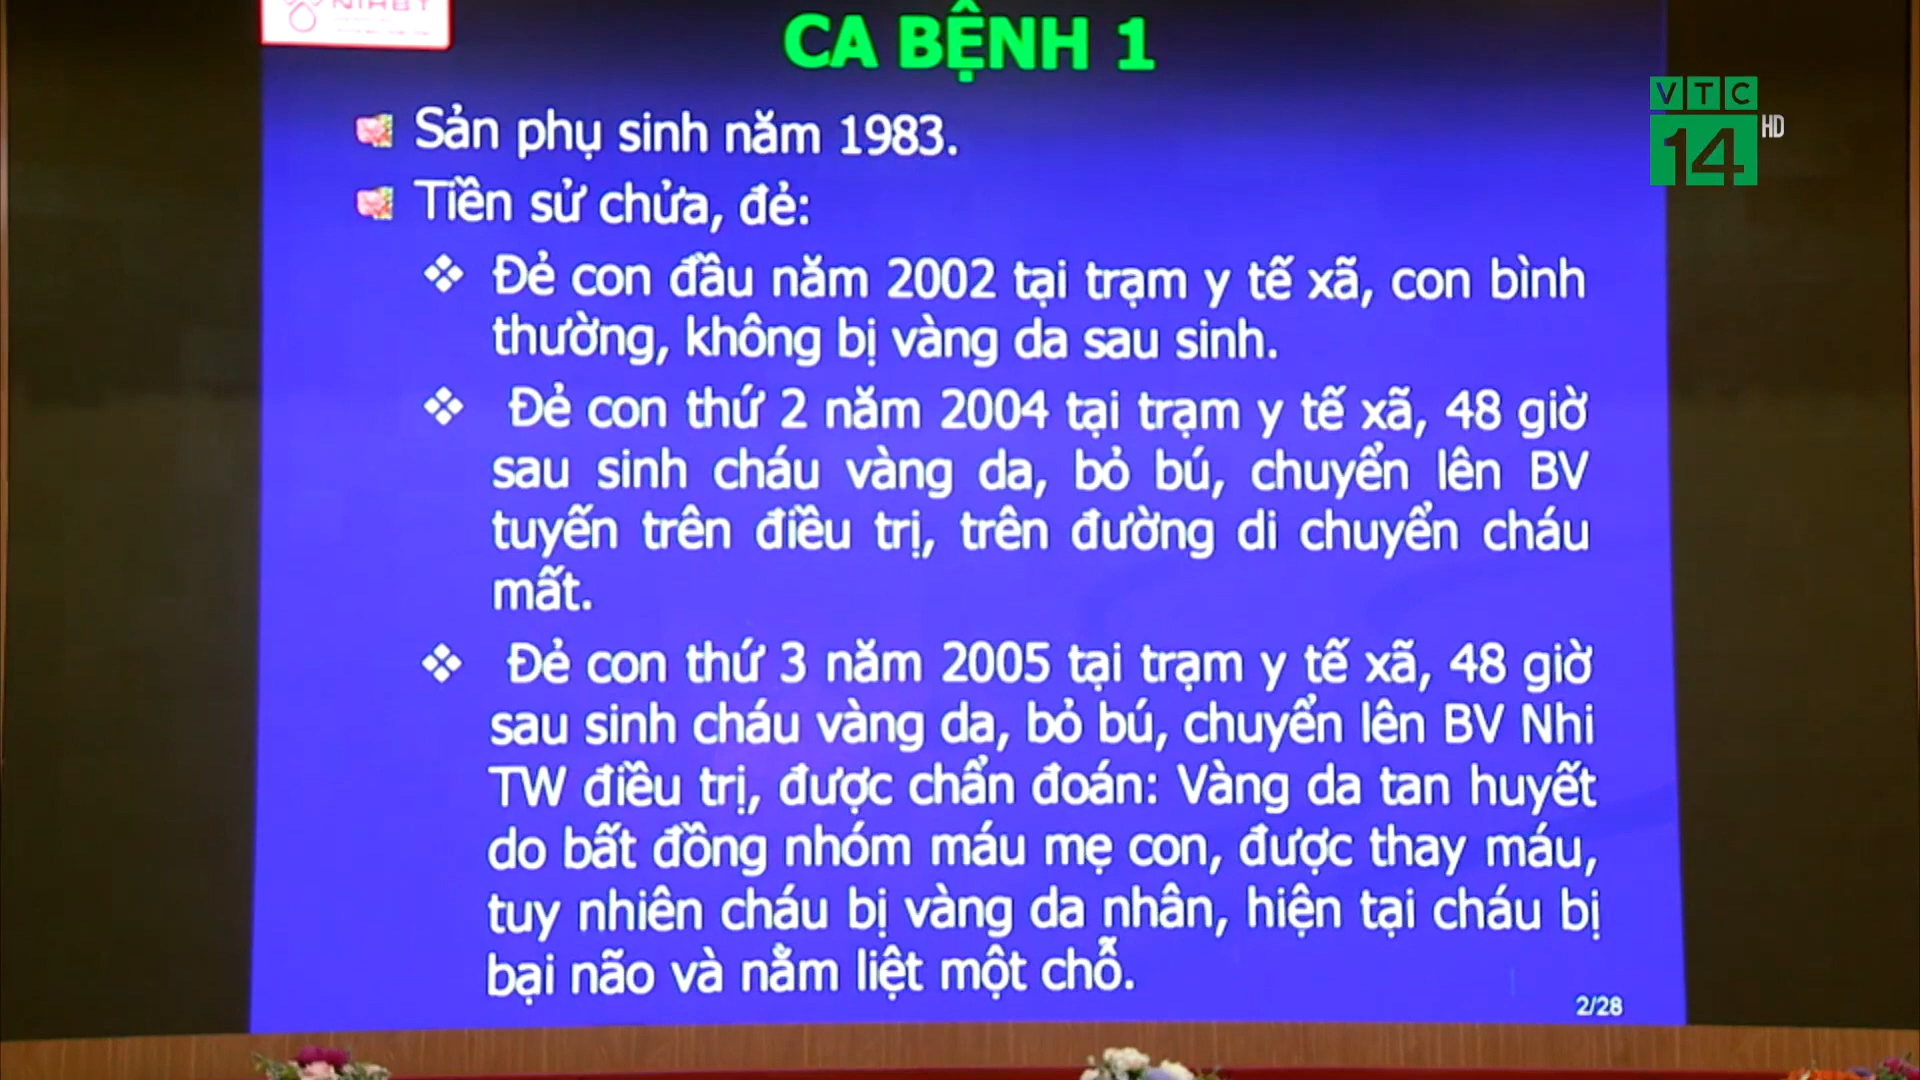 NIHBT
CA BỆNH 1
VTC
14 HD
Sản phụ sinh năm 1983.
Tiền sử chửa, đẻ:
Đẻ con đầu năm 2002 tại trạm y tế xã, con bình
thường, không bị vàng da sau sinh.
Đẻ con thứ 2 năm 2004 tại trạm y tế xã, 48 giờ
sau sinh cháu vàng da, bỏ bú, chuyển lên BV
tuyến trên điều trị, trên đường di chuyển cháu
mất.
Đẻ con thứ 3 năm 2005 tại trạm y tế xã, 48 giờ
sau sinh cháu vàng da, bỏ bú, chuyển lên BV Nhi
TW điều trị, được chẩn đoán: Vàng da tan huyết
do bất đồng nhóm máu mẹ con, được thay máu,
tuy nhiên cháu bị vàng da nhân, hiện tại cháu bị
bại não và nằm liệt một chỗ.
2/28